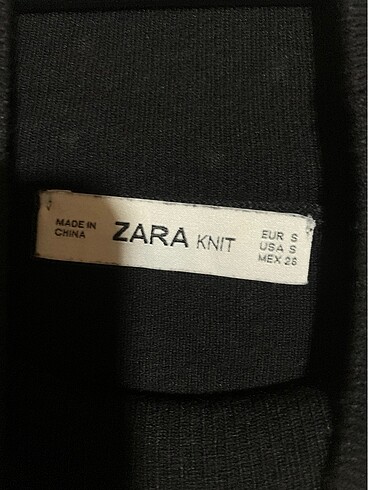 MADE IN
CHINA
ZARA KNIT
EUR S
USA S
MEX 26